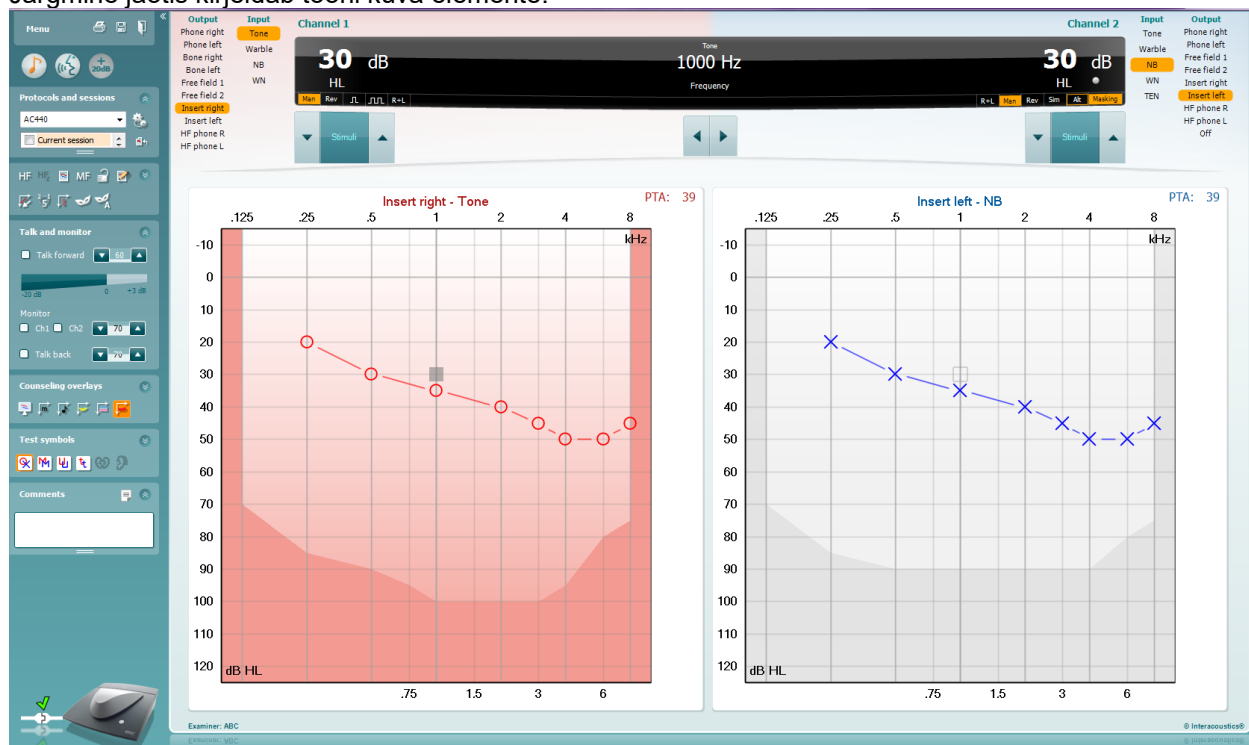 Järgmine jaotis kirjeldab tooni kuva elemente.
Menu
+ 20dB
Protocols and sessions
AC440
Current session
HF HF2 MF
Talk and monitor
Talk forward 60
-20 dB 0 +3 dB
Monitor
Ch1 Ch2 70
Talk back 70
Counseling overlays
Test symbols
Comments
Output
Phone right
Phone left
Bone right
Bone left
Free field 1
Free field 2
Insert right
Insert left
HF phone R
HF phone L
Input
Tone
Warble
NB
WN
Channel 1
30 dB
HL
Man Rev R+L
Stimuli
Tone
1000 Hz
Frequency
Channel 2
30 dB
HL
R+L Man Rev Sim Alt Masking
Stimuli
Input
Tone
Warble
NB
WN
TEN
Output
Phone right
Phone left
Free field 1
Free field 2
Insert right
Insert left
HF phone R
HF phone L
Off
Insert right - Tone
PTA: 39
.125 .25 .5 1 2 4 8
kHz
-10
0
10
20
30
40
50
60
70
80
90
100
110
120
dB HL
.75 1.5 3 6
Insert left - NB
PTA: 39
.125 .25 .5 1 2 4 8
kHz
-10
0
10
20
30
40
50
60
70
80
90
100
110
120
dB HL
.75 1.5 3 6
Examiner: ABC
© Interacoustics®